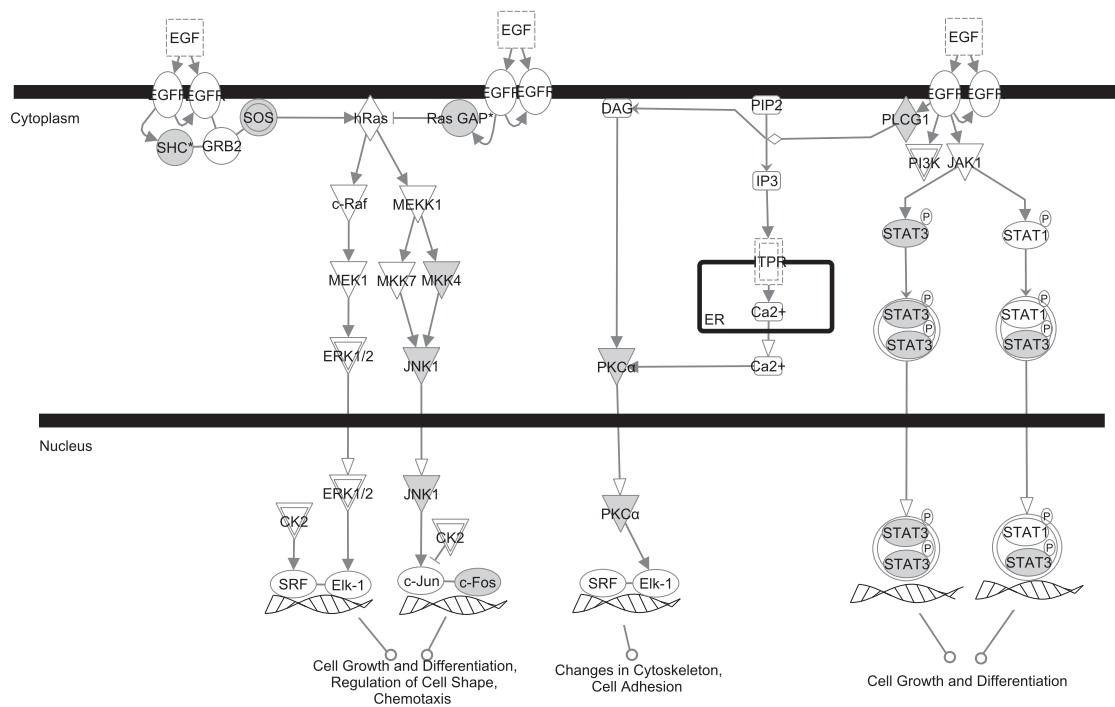 EGF
EGF
EGF
EGFR
EGFR
EGFR
EGFR
EGFR
EGFR
Cytoplasm
SOS
hRas
Ras GAP*
DAG
PIP2
PLCG1
SHC*
GRB2
PI3K
JAK1
IP3
c-Raf
MEKK1
P
STAT3
P
STAT1
ITPR
MEK1
MKK7
MKK4
Ca2+
ER
P
STAT3
P
STAT3
P
STAT1
P
STAT3
ERK1/2
JNK1
PKCα
Ca2+
Nucleus
ERK1/2
JNK1
CK2
CK2
PKCα
P
STAT3
P
STAT3
P
STAT1
P
STAT3
SRF
Elk-1
c-Jun
c-Fos
SRF
Elk-1
Cell Growth and Differentiation,
Regulation of Cell Shape,
Chemotaxis
Changes in Cytoskeleton,
Cell Adhesion
Cell Growth and Differentiation